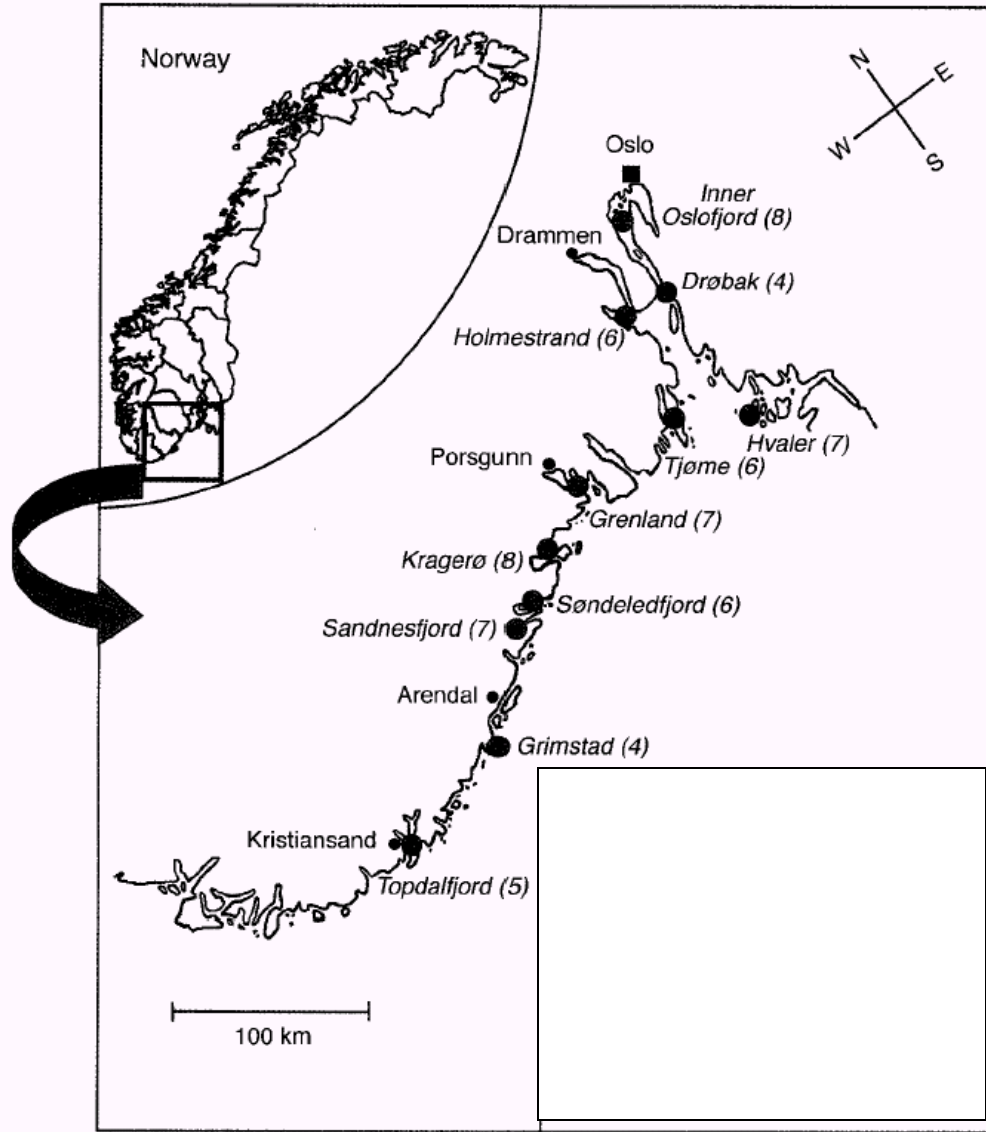 Norway
N
E
W
S
Oslo
Inner
Oslofjord (8)
Drammen
Drøbak (4)
Holmestrand (6)
Hvaler (7)
Tjøme (6)
Porsgunn
Grenland (7)
Kragerø (8)
Søndeledfjord (6)
Sandnesfjord (7)
Arendal
Grimstad (4)
Kristiansand
Topdalfjord (5)
100 km